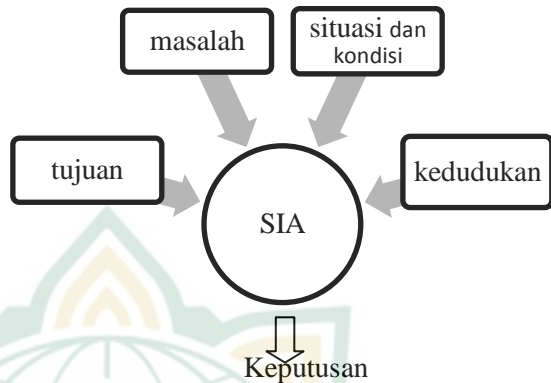 masalah
situasi dan
kondisi
tujuan
kedudukan
SIA
Keputusan